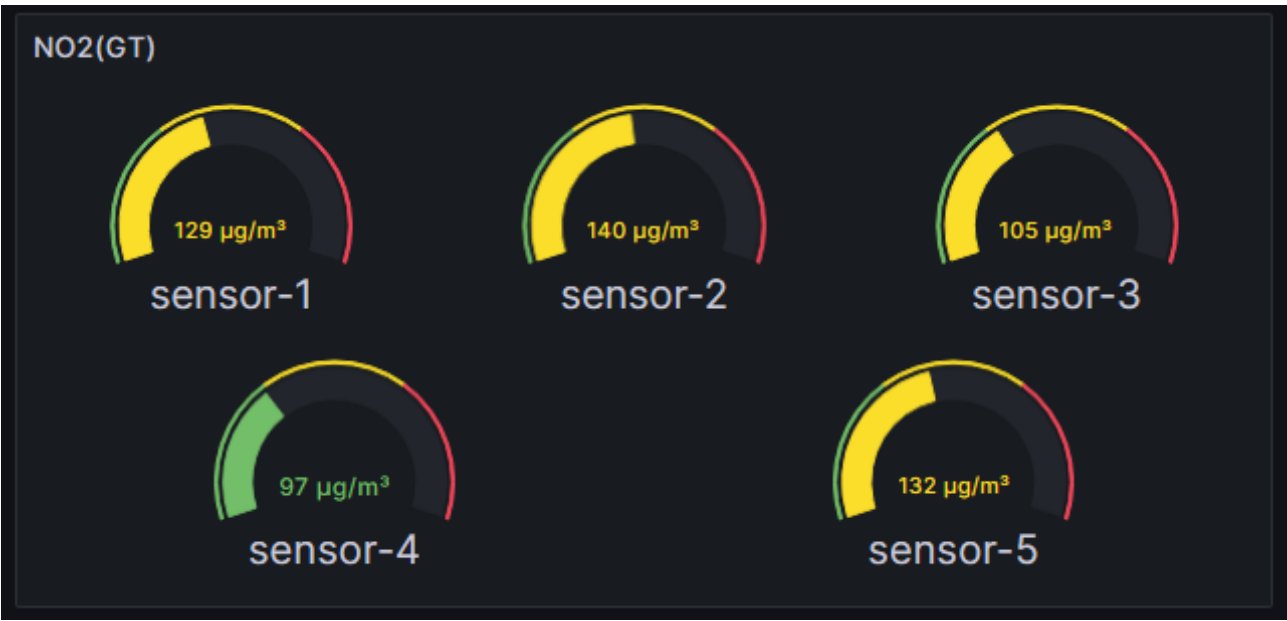 NO2(GT)
129 µg/m³
sensor-1
140 µg/m³
sensor-2
105 µg/m³
sensor-3
97 µg/m³
sensor-4
132 µg/m³
sensor-5